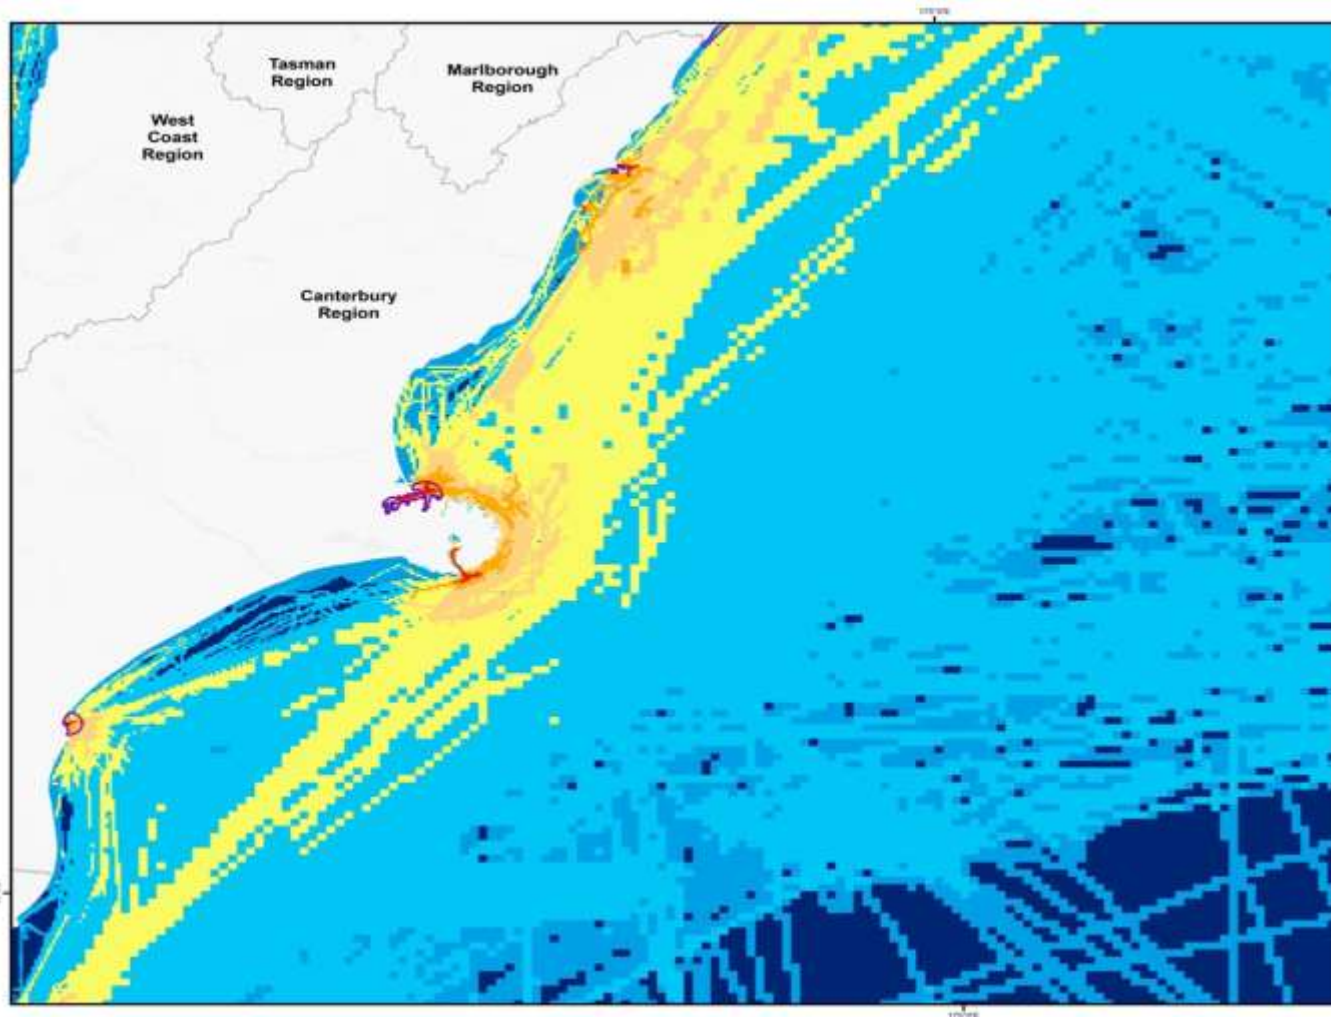 Tasman
Region
Marlborough
Region
West
Coast
Region
Canterbury
Region